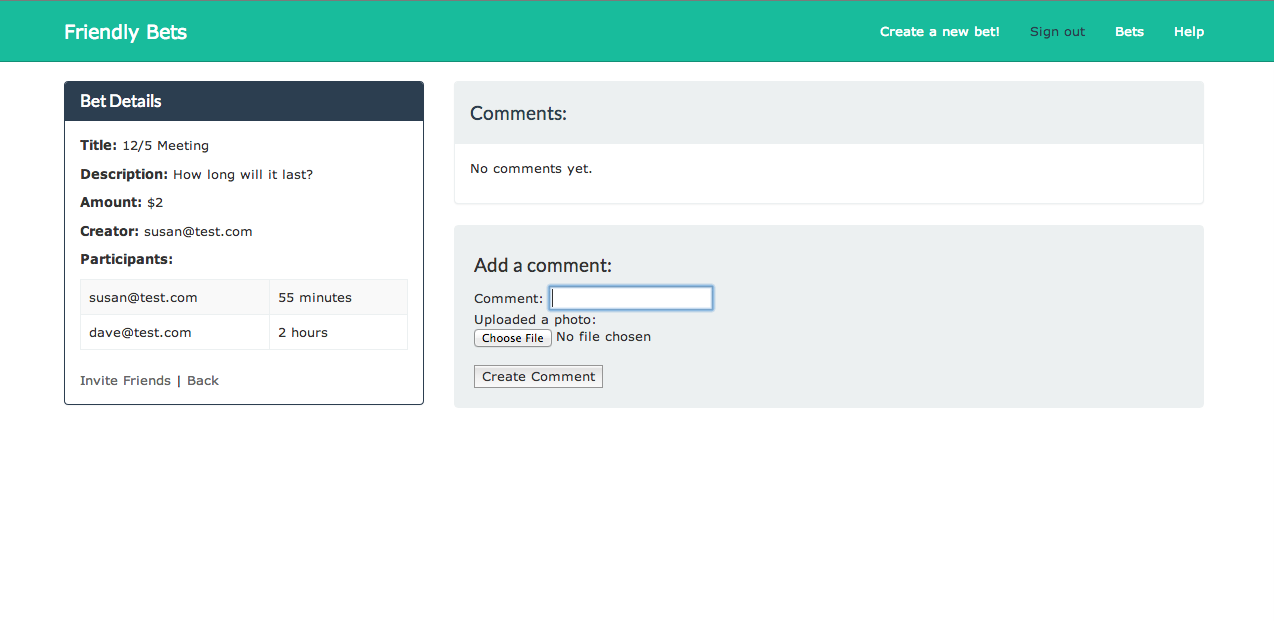 Friendly Bets
Create a new bet! Sign out Bets Help
Bet Details
Title: 12/5 Meeting
Description: How long will it last?
Amount: $2
Creator: susan@test.com
Participants:
susan@test.com 55 minutes
dave@test.com 2 hours
Invite Friends | Back
Comments:
No comments yet.
Add a comment:
Comment:
Uploaded a photo:
Choose File No file chosen
Create Comment